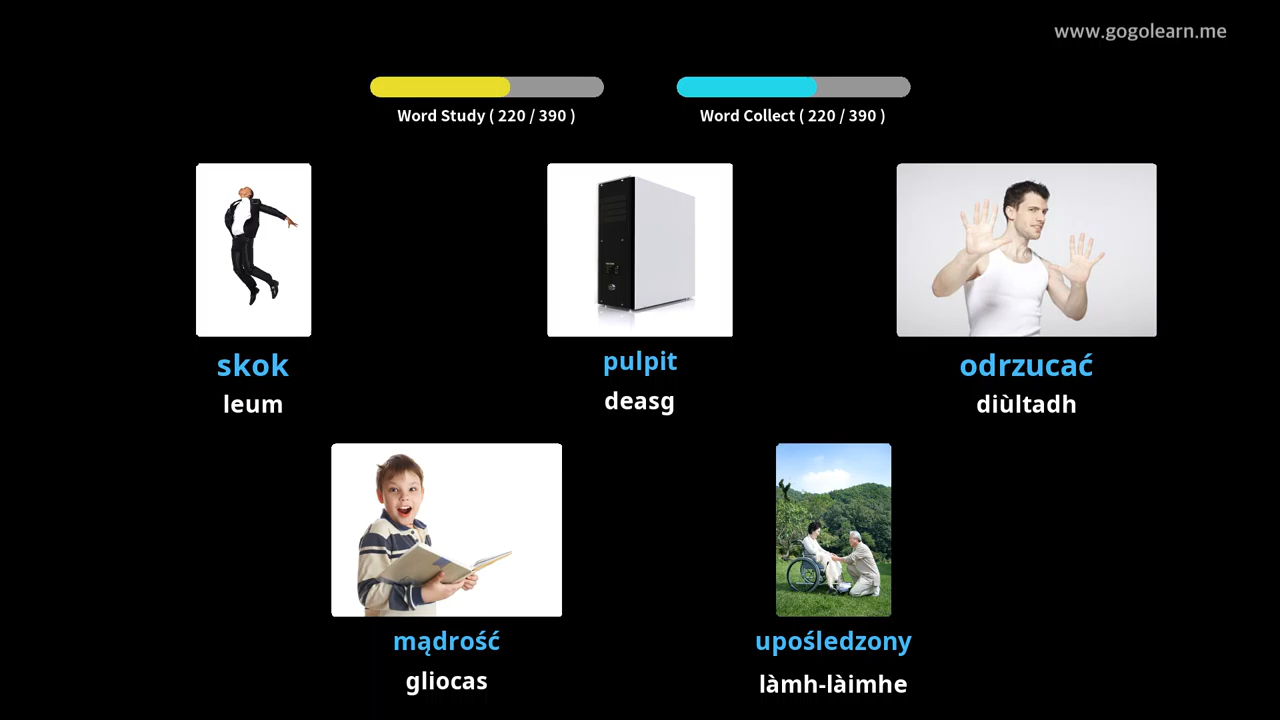 www.gogolearn.me
Word Study ( 220 / 390 )
Word Collect ( 220 / 390 )
skok
leum
pulpit
deasg
odrzucać
diùltadh
mądrość
gliocas
upośledzony
làmh-làimhe